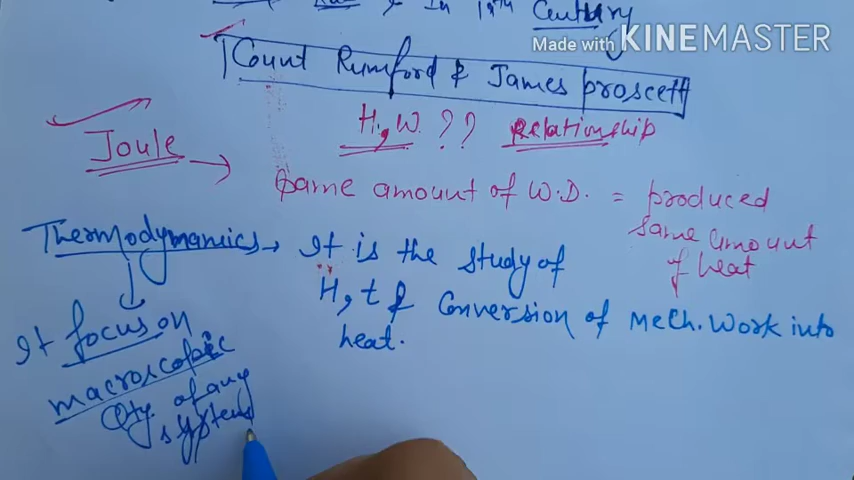 In 19th Century
Made with KINEMASTER
Count Rumford & James proscett
H, W. ?? Relationship
Joule →
same amount of W.D. = produced
same amount
of heat
Thermodynamics → It is the study of
H, t & Conversion of Mech. Work into
heat.
It focus on
macroscopic
Qty. of any
system